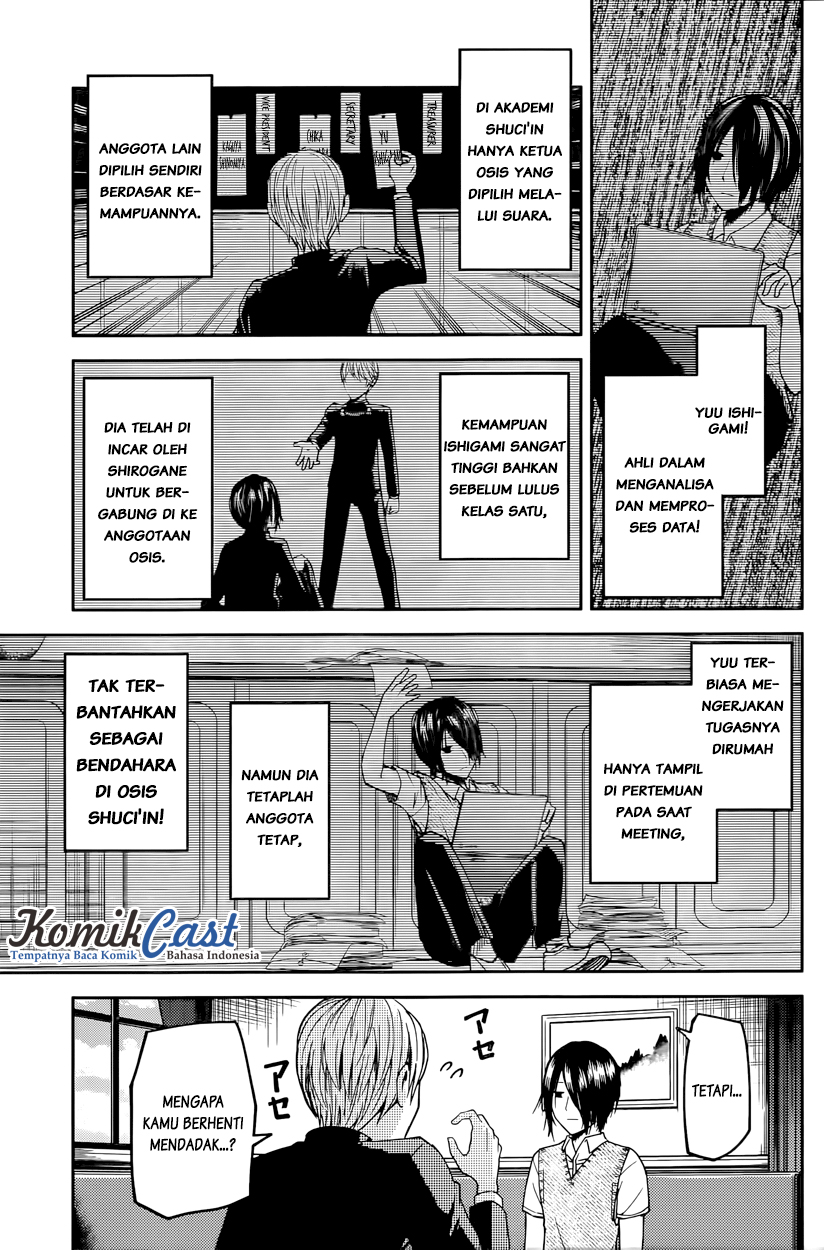 YUU ISHI-
GAMI!
AHLI DALAM
MENGANALISA
DAN MEMPRO-
SES DATA!
DI AKADEMI
SHUCI'IN
HANYA KETUA
OSIS YANG
DIPILIH MELA-
LUI SUARA.
VICE PRESIDENT
SECRETARY
YU
TREASURER
ANGGOTA LAIN
DIPILIH SENDIRI
BERDASAR KE-
MAMPUANNYA.
KEMAMPUAN
ISHIGAMI SANGAT
TINGGI BAHKAN
SEBELUM LULUS
KELAS SATU,
DIA TELAH DI
INCAR OLEH
SHIROGANE
UNTUK BER-
GABUNG DI KE
ANGGOTAAN
OSIS.
YUU TER-
BIASA ME-
NGERJAKAN
TUGASNYA
DIRUMAH
HANYA TAMPIL
DI PERTEMUAN
PADA SAAT
MEETING,
NAMUN DIA
TETAPLAH
ANGGOTA
TETAP,
TAK TER-
BANTAHKAN
SEBAGAI
BENDAHARA
DI OSIS
SHUCI'IN!
KomikCast
Tempatnya Baca Komik Bahasa Indonesia
TETAPI...
アセ
アセ
MENGAPA
KAMU BERHENTI
MENDADAK...?